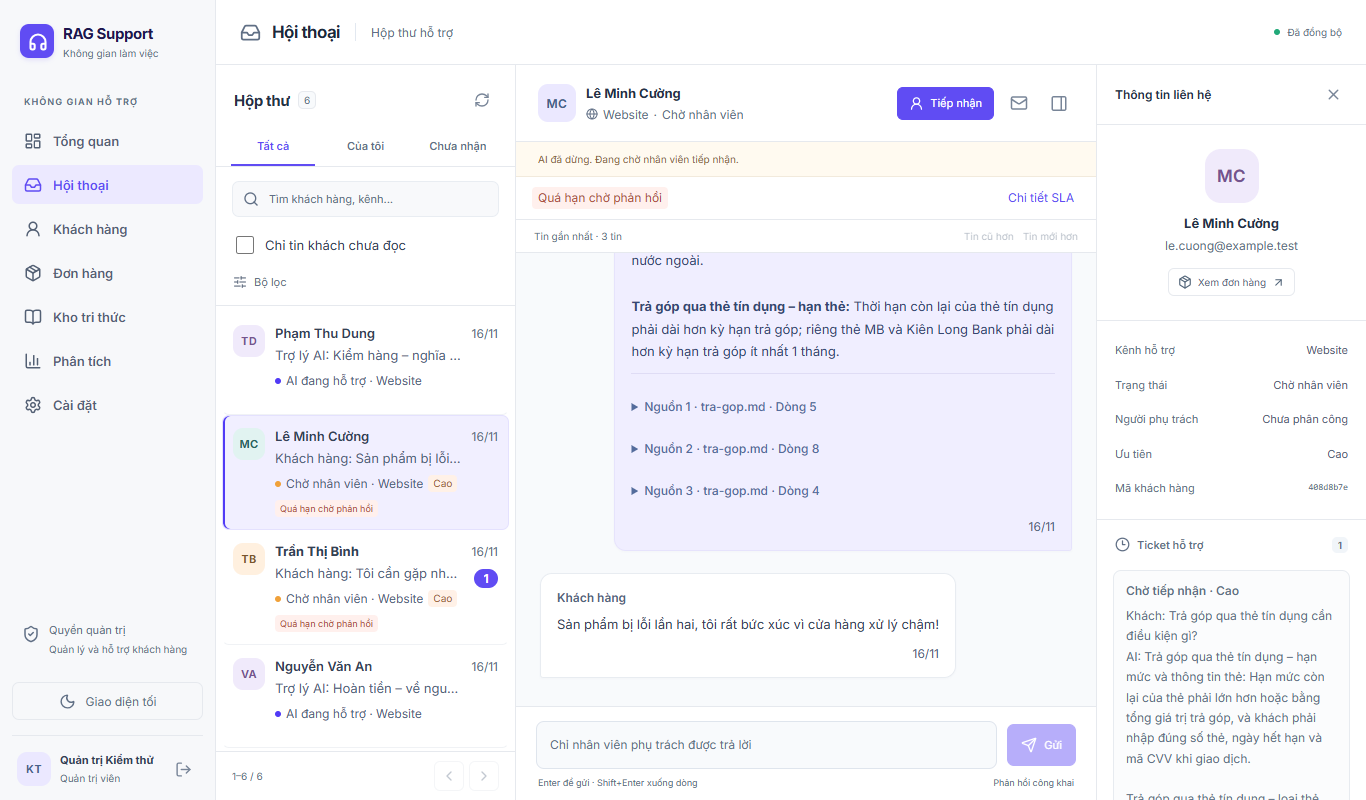 RAG Support
Không gian làm việc
KHÔNG GIAN HỖ TRỢ
Tổng quan
Hội thoại
Khách hàng
Đơn hàng
Kho tri thức
Phân tích
Cài đặt
Quyền quản trị
Quản lý và hỗ trợ khách hàng
Giao diện tối
KT
Quản trị Kiểm thử
Quản trị viên
Hội thoại
Hộp thư hỗ trợ
Đã đồng bộ
Hộp thư 6
Tất cả
Của tôi
Chưa nhận
Tìm khách hàng, kênh...
Chỉ tin khách chưa đọc
Bộ lọc
TD
Phạm Thu Dung 16/11
Trợ lý AI: Kiểm hàng – nghĩa ...
AI đang hỗ trợ · Website
MC
Lê Minh Cường 16/11
Khách hàng: Sản phẩm bị lỗi...
Chờ nhân viên · Website Cao
Quá hạn chờ phản hồi
TB
Trần Thị Bình 16/11
Khách hàng: Tôi cần gặp nh... 1
Chờ nhân viên · Website Cao
Quá hạn chờ phản hồi
VA
Nguyễn Văn An 16/11
Trợ lý AI: Hoàn tiền – về ngu...
AI đang hỗ trợ · Website
1–6 / 6
MC
Lê Minh Cường
Website · Chờ nhân viên
Tiếp nhận
AI đã dừng. Đang chờ nhân viên tiếp nhận.
Quá hạn chờ phản hồi
Chi tiết SLA
Tin gần nhất · 3 tin
Tin cũ hơn Tin mới hơn
nước ngoài.
Trả góp qua thẻ tín dụng – hạn thẻ: Thời hạn còn lại của thẻ tín dụng
phải dài hơn kỳ hạn trả góp; riêng thẻ MB và Kiên Long Bank phải dài
hơn kỳ hạn trả góp ít nhất 1 tháng.
Nguồn 1 · tra-gop.md · Dòng 5
Nguồn 2 · tra-gop.md · Dòng 8
Nguồn 3 · tra-gop.md · Dòng 4
16/11
Khách hàng
Sản phẩm bị lỗi lần hai, tôi rất bức xúc vì cửa hàng xử lý chậm!
16/11
Chỉ nhân viên phụ trách được trả lời
Gửi
Enter để gửi · Shift+Enter xuống dòng
Phản hồi công khai
Thông tin liên hệ
MC
Lê Minh Cường
le.cuong@example.test
Xem đơn hàng
Kênh hỗ trợ Website
Trạng thái Chờ nhân viên
Người phụ trách Chưa phân công
Ưu tiên Cao
Mã khách hàng 408d8b7e
Ticket hỗ trợ 1
Chờ tiếp nhận · Cao
Khách: Trả góp qua thẻ tín dụng cần
điều kiện gì?
AI: Trả góp qua thẻ tín dụng – hạn
mức và thông tin thẻ: Hạn mức còn
lại của thẻ phải lớn hơn hoặc bằng
tổng giá trị trả góp, và khách phải
nhập đúng số thẻ, ngày hết hạn và
mã CVV khi giao dịch.
Trả góp qua thẻ tín dụng – loại thẻ